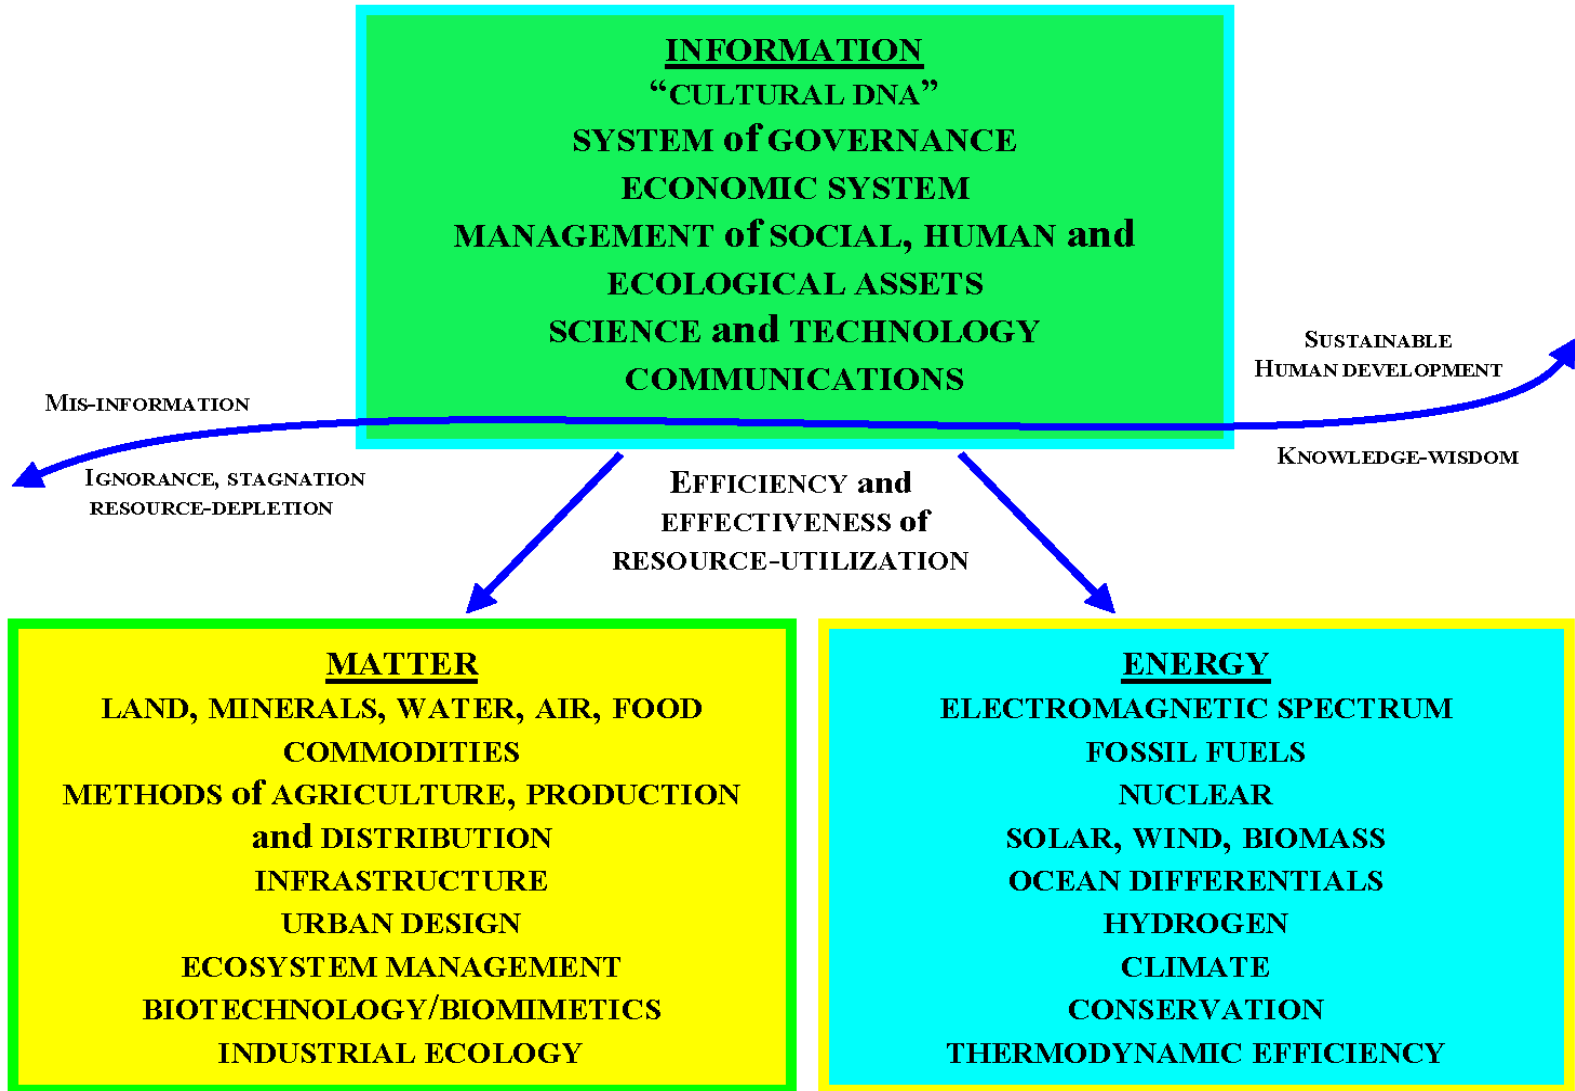 INFORMATION
“CULTURAL DNA”
SYSTEM of GOVERNANCE
ECONOMIC SYSTEM
MANAGEMENT of SOCIAL, HUMAN and
ECOLOGICAL ASSETS
SCIENCE and TECHNOLOGY
COMMUNICATIONS
SUSTAINABLE
HUMAN DEVELOPMENT
MIS-INFORMATION
KNOWLEDGE-WISDOM
IGNORANCE, STAGNATION
RESOURCE-DEPLETION
EFFICIENCY and
EFFECTIVENESS of
RESOURCE-UTILIZATION
MATTER
LAND, MINERALS, WATER, AIR, FOOD
COMMODITIES
METHODS of AGRICULTURE, PRODUCTION
and DISTRIBUTION
INFRASTRUCTURE
URBAN DESIGN
ECOSYSTEM MANAGEMENT
BIOTECHNOLOGY/BIOMIMETICS
INDUSTRIAL ECOLOGY
ENERGY
ELECTROMAGNETIC SPECTRUM
FOSSIL FUELS
NUCLEAR
SOLAR, WIND, BIOMASS
OCEAN DIFFERENTIALS
HYDROGEN
CLIMATE
CONSERVATION
THERMODYNAMIC EFFICIENCY